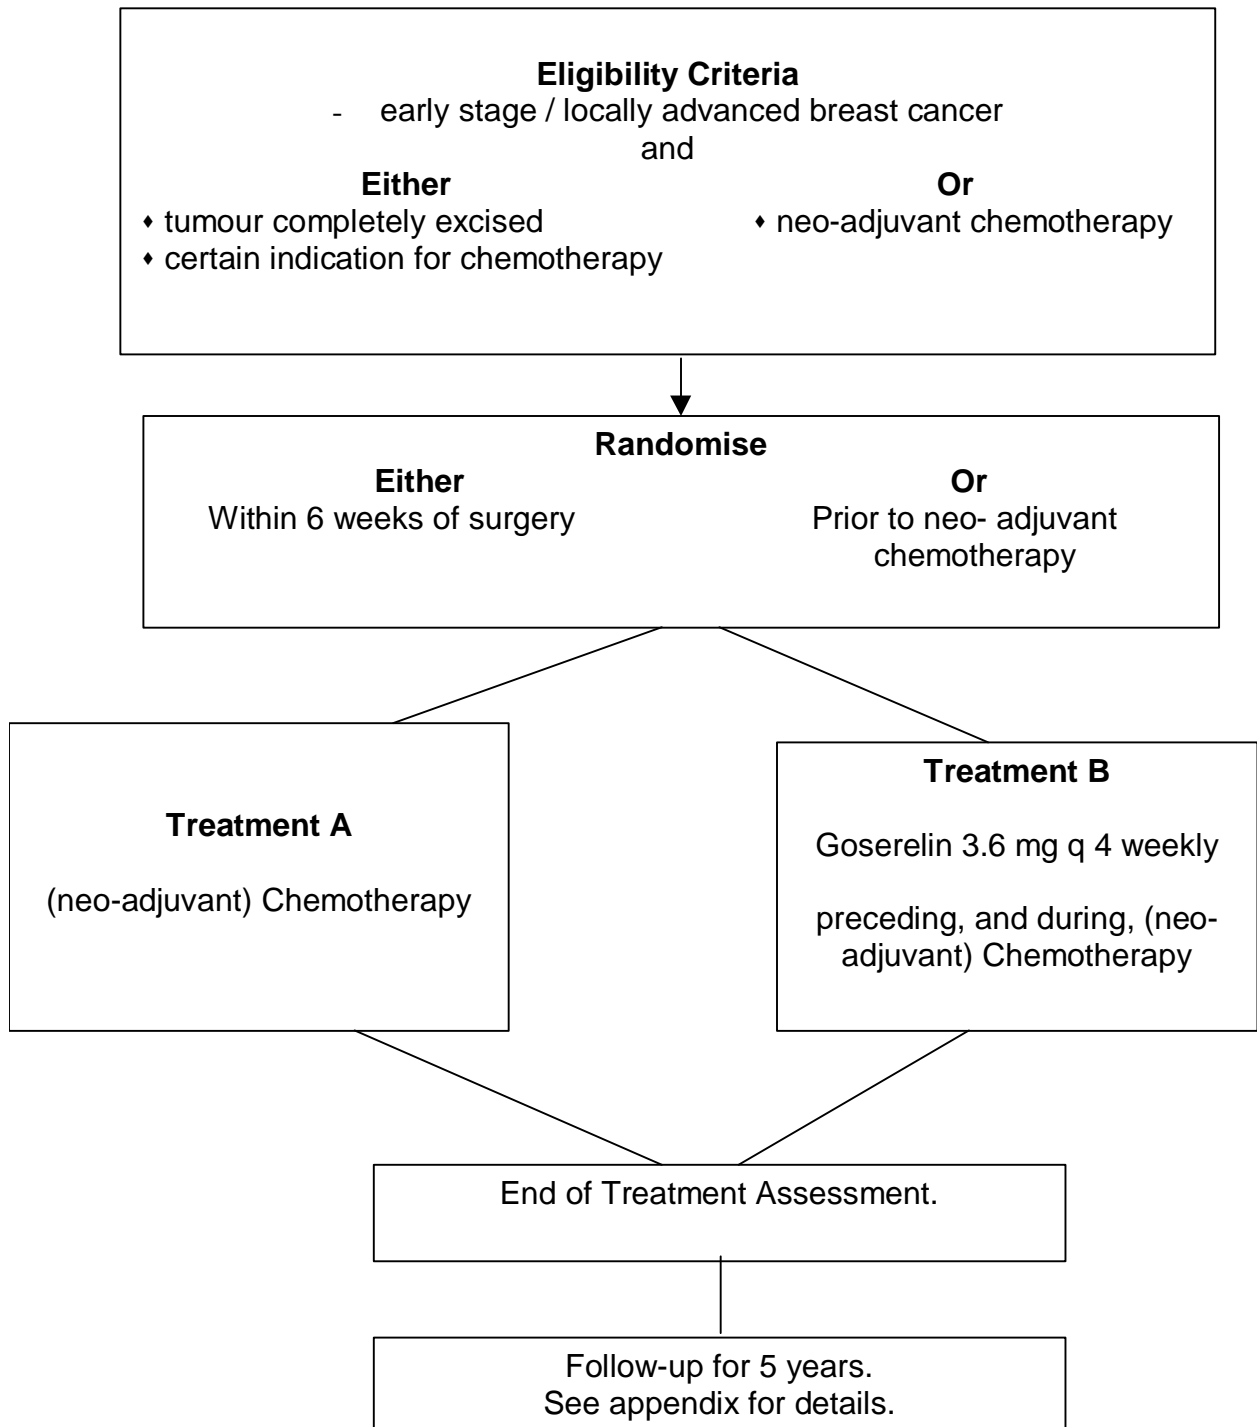 Eligibility Criteria
- early stage / locally advanced breast cancer
and
Either
♦ tumour completely excised
♦ certain indication for chemotherapy
Or
♦ neo-adjuvant chemotherapy
Randomise
Either
Within 6 weeks of surgery
Or
Prior to neo- adjuvant
chemotherapy
Treatment A
(neo-adjuvant) Chemotherapy
Treatment B
Goserelin 3.6 mg q 4 weekly
preceding, and during, (neo-
adjuvant) Chemotherapy
End of Treatment Assessment.
Follow-up for 5 years.
See appendix for details.